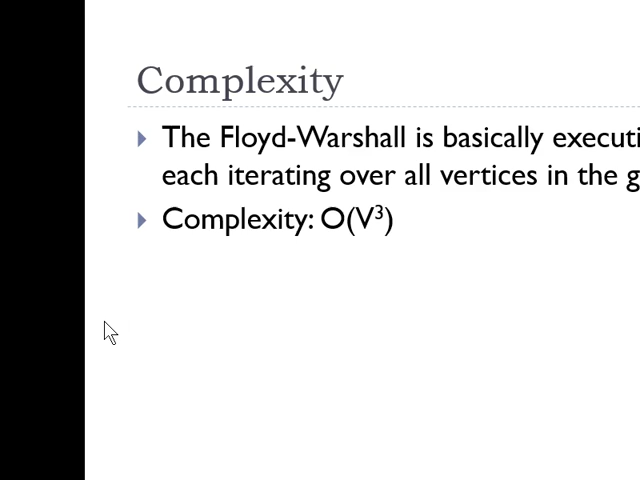 Complexity
The Floyd-Warshall is basically executi
each iterating over all vertices in the g
Complexity: O(V³)